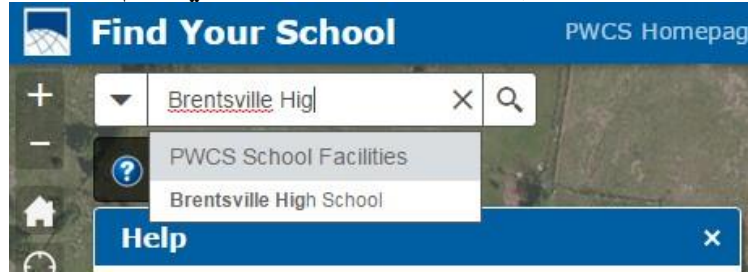 Find Your School
PWCS Homepag
Brentsville Hig
PWCS School Facilities
Brentsville High School
Help